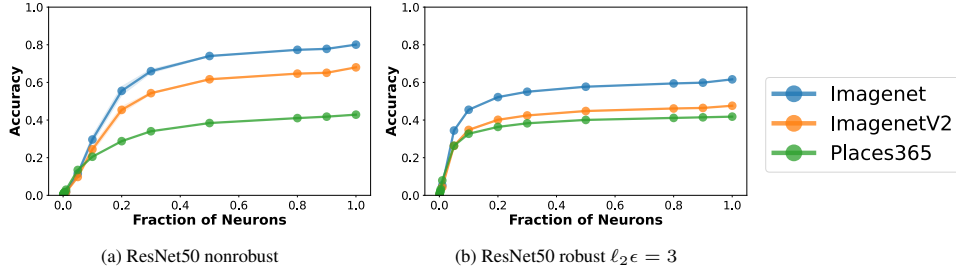 1.0
0.8
0.6
0.4
0.2
0.0
Accuracy
0.0 0.2 0.4 0.6 0.8 1.0
Fraction of Neurons
(a) ResNet50 nonrobust
1.0
0.8
0.6
0.4
0.2
0.0
Accuracy
0.0 0.2 0.4 0.6 0.8 1.0
Fraction of Neurons
(b) ResNet50 robust ℓ₂ϵ = 3
Imagenet
ImagenetV2
Places365